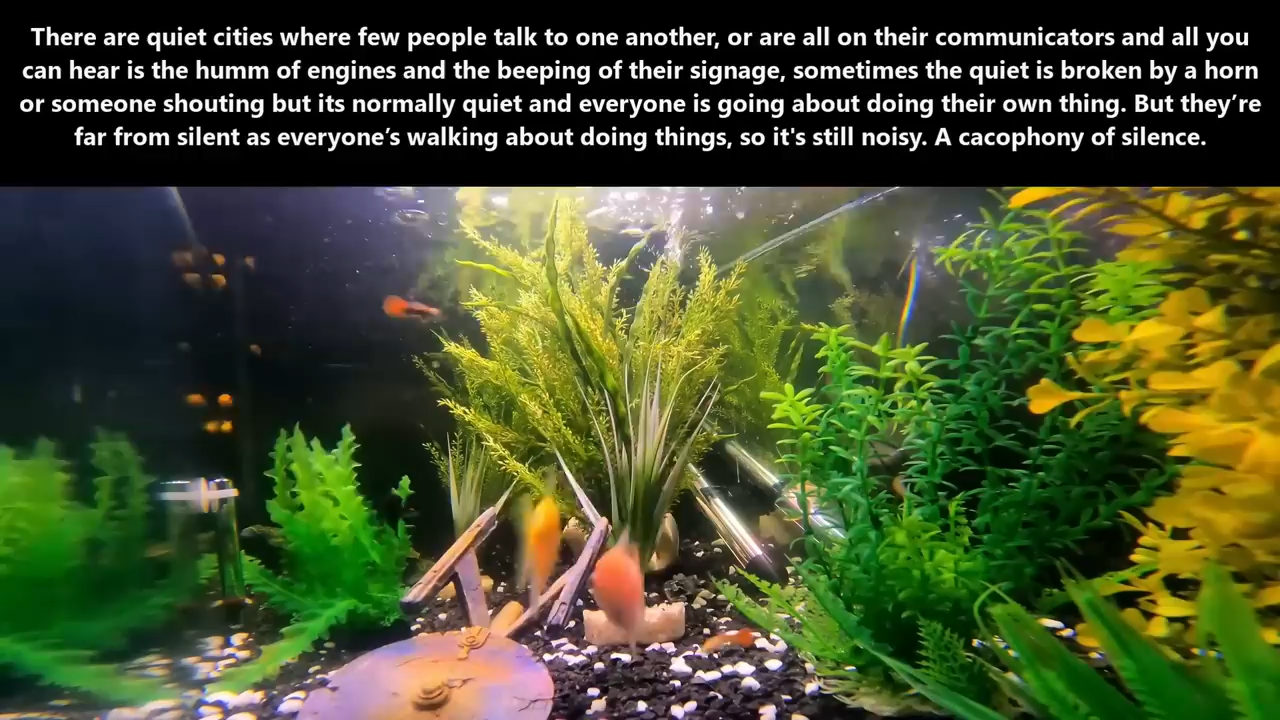 There are quiet cities where few people talk to one another, or are all on their communicators and all you
can hear is the humm of engines and the beeping of their signage, sometimes the quiet is broken by a horn
or someone shouting but its normally quiet and everyone is going about doing their own thing. But they’re
far from silent as everyone’s walking about doing things, so it's still noisy. A cacophony of silence.